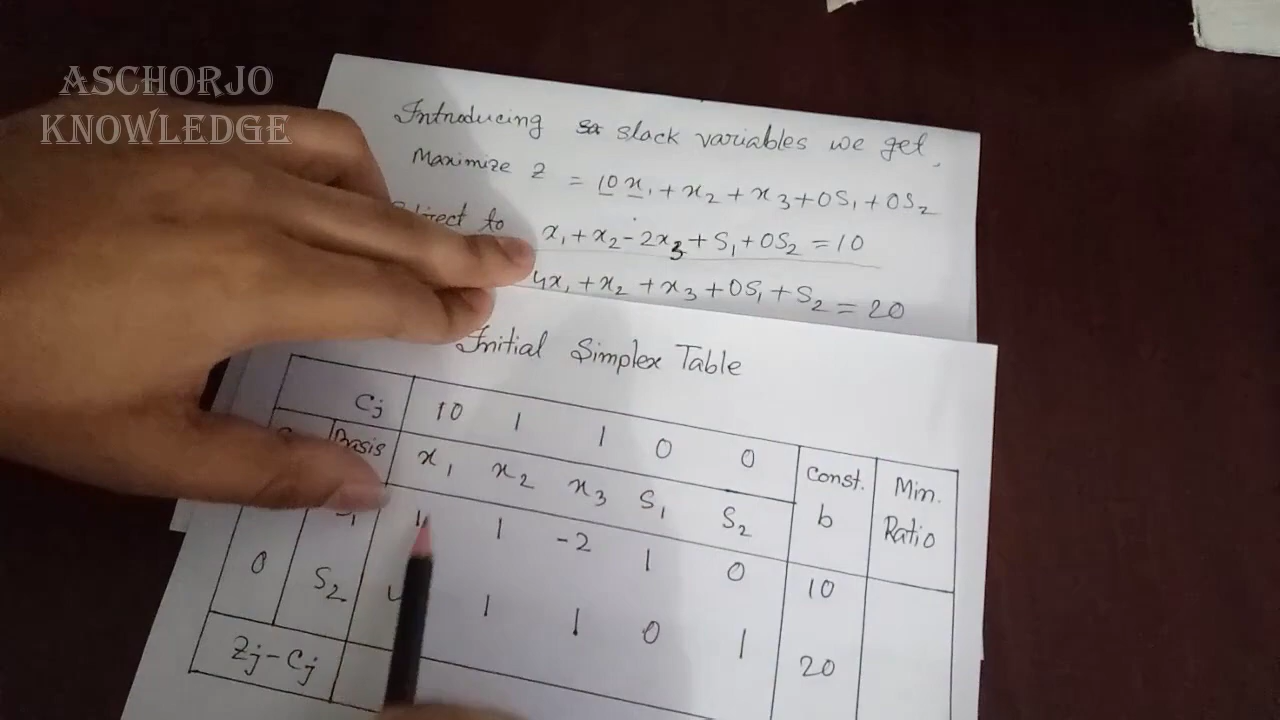 ASCHORJO
KNOWLEDGE
Introducing slack variables we get,
Maximize Z = 10x₁ + x₂ + x₃ + 0S₁ + 0S₂
to x₁ + x₂ - 2x₃ + S₁ + 0S₂ = 10
4x₁ + x₂ + x₃ + 0S₁ + S₂ = 20
Initial Simplex Table
Cj 10 1 1 0 0 Const. b Min. Ratio
Basis x₁ x₂ x₃ S₁ S₂
1 1 -2 1 0 10
0 S₂ 1 1 0 1 20
Zj - Cj